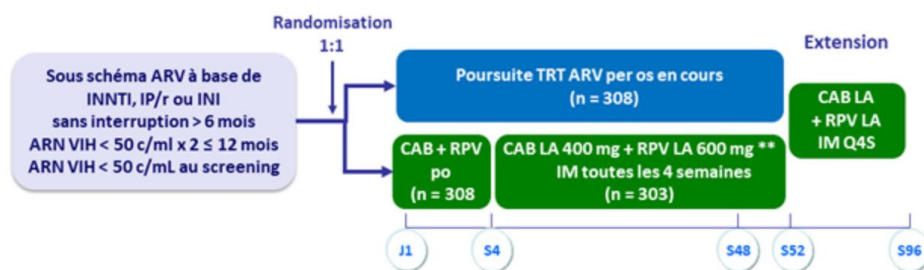 Randomisation
1:1
Extension
Sous schéma ARV à base de
INNTI, IP/r ou INI
sans interruption > 6 mois
ARN VIH < 50 c/ml x 2 ≤ 12 mois
ARN VIH < 50 c/mL au screening
Poursuite TRT ARV per os en cours
(n = 308)
CAB LA
+ RPV LA
IM Q4S
CAB + RPV
po
(n = 308
CAB LA 400 mg + RPV LA 600 mg **
IM toutes les 4 semaines
(n = 303)
J1
S4
S48
S52
S96